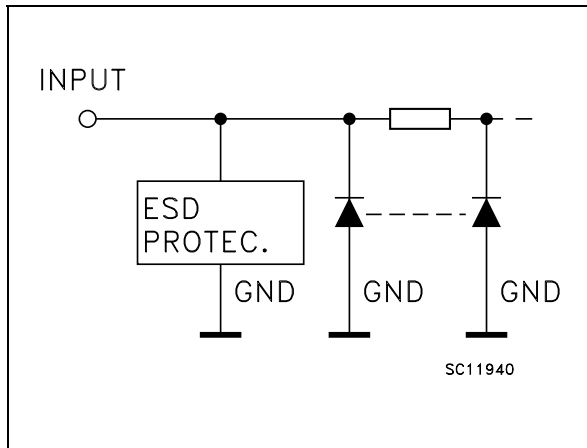 INPUT
ESD
PROTEC.
GND
GND
GND
SC11940